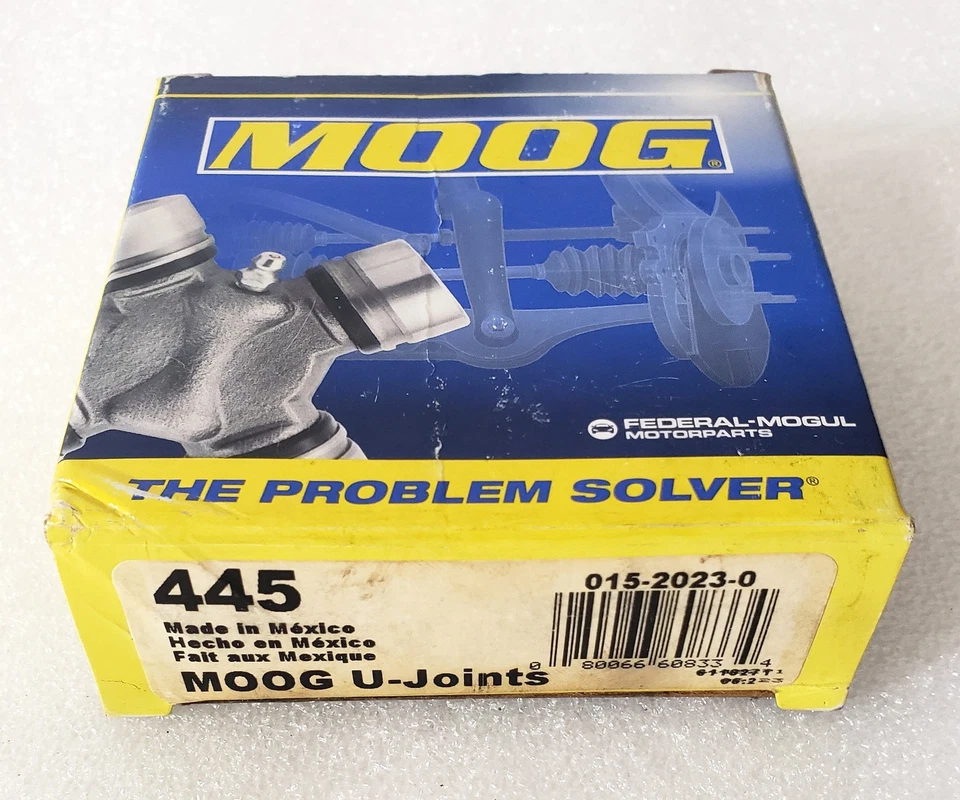 MOOG®
FEDERAL-MOGUL
MOTORPARTS
THE PROBLEM SOLVER®
445
015-2023-0
Made in México
Hecho en México
Fait aux Mexique
MOOG U-Joints
0 80066 60833 4